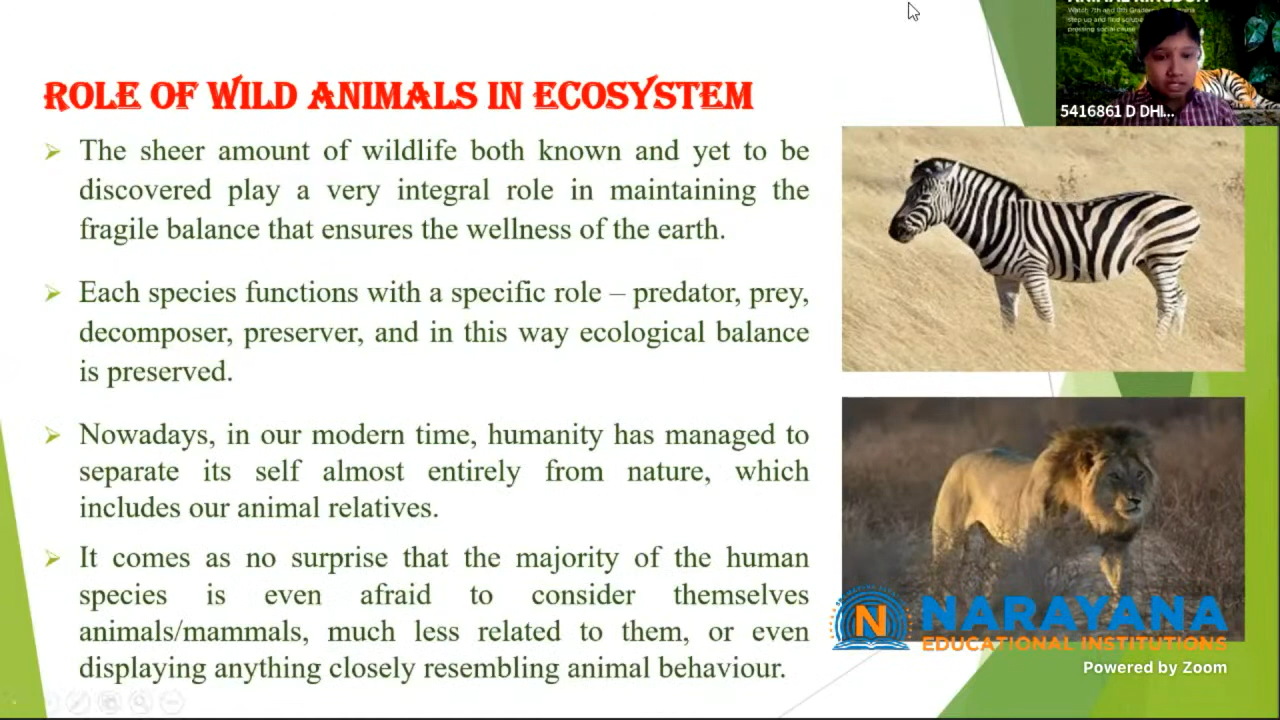 ANIMAL KINGDOM
pressing social cause
5416861 D DHI...
ROLE OF WILD ANIMALS IN ECOSYSTEM
The sheer amount of wildlife both known and yet to be
discovered play a very integral role in maintaining the
fragile balance that ensures the wellness of the earth.
Each species functions with a specific role – predator, prey,
decomposer, preserver, and in this way ecological balance
is preserved.
Nowadays, in our modern time, humanity has managed to
separate its self almost entirely from nature, which
includes our animal relatives.
It comes as no surprise that the majority of the human
species is even afraid to consider themselves
animals/mammals, much less related to them, or even
displaying anything closely resembling animal behaviour.
N
NARAYANA
EDUCATIONAL INSTITUTIONS
Powered by Zoom